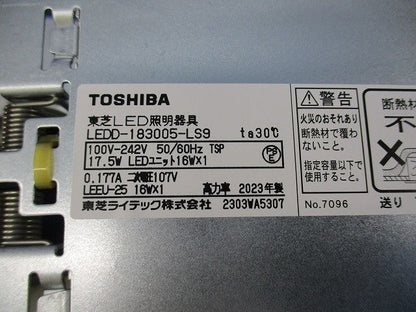 TOSHIBA
東芝LED照明器具
LEDD-183005-LS9 ta30℃
100V-242V 50/60Hz TSP
17.5W LEDユニット16W×1
PS
E
0.177A 二次電圧107V
LEEU-25 16W×1 高力率 2023年製
東芝ライテック株式会社 2303WA5307
警告
火災のおそれあり
断熱材で覆わ
ないこと。
指定容量以下で
使用すること。
No.7096
断熱材
不
送り